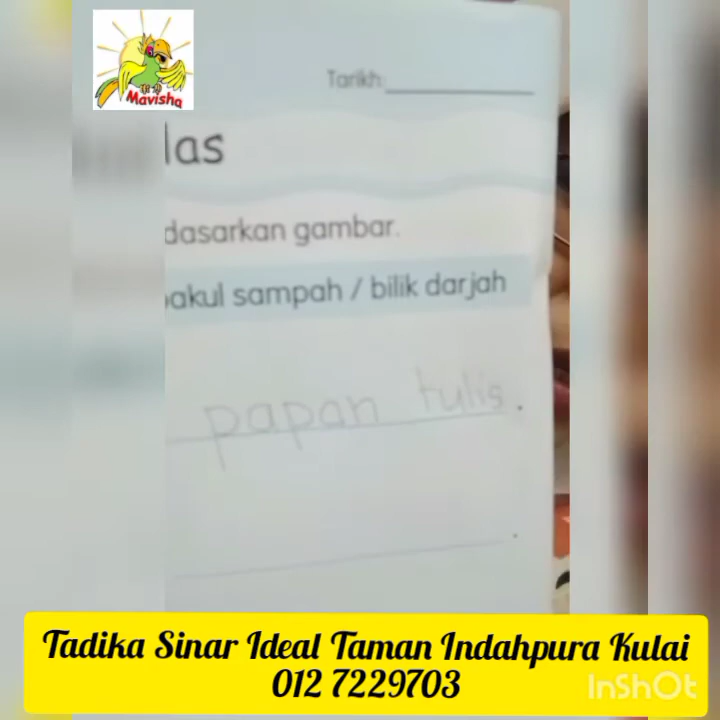 Mavisha
Tarikh:
las
dasarkan gambar.
akul sampah / bilik darjah
papan tulis.
Tadika Sinar Ideal Taman Indahpura Kulai
012 7229703
InShOt